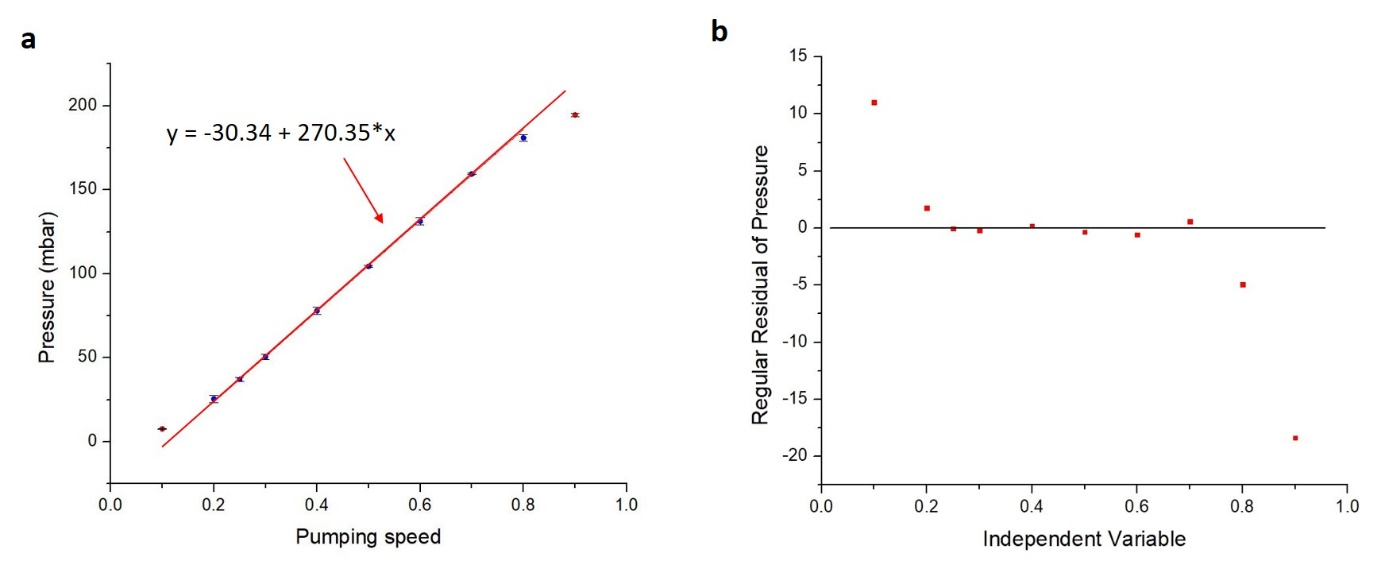 a
y = -30.34 + 270.35*x
Pressure (mbar)
200
150
100
50
0
0.0 0.2 0.4 0.6 0.8 1.0
Pumping speed
b
Regular Residual of Pressure
15
10
5
0
-5
-10
-15
-20
0.0 0.2 0.4 0.6 0.8 1.0
Independent Variable